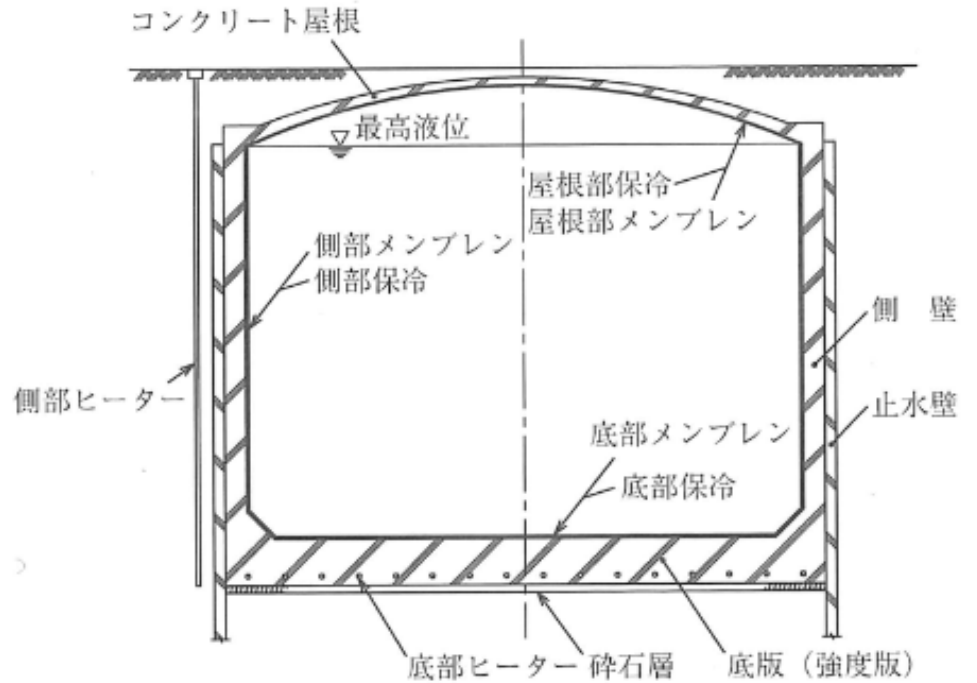 コンクリート屋根
最高液位
屋根部保冷
屋根部メンブレン
側部メンブレン
側部保冷
側　壁
側部ヒーター
止水壁
底部メンブレン
底部保冷
底部ヒーター 砕石層 底版（強度版）